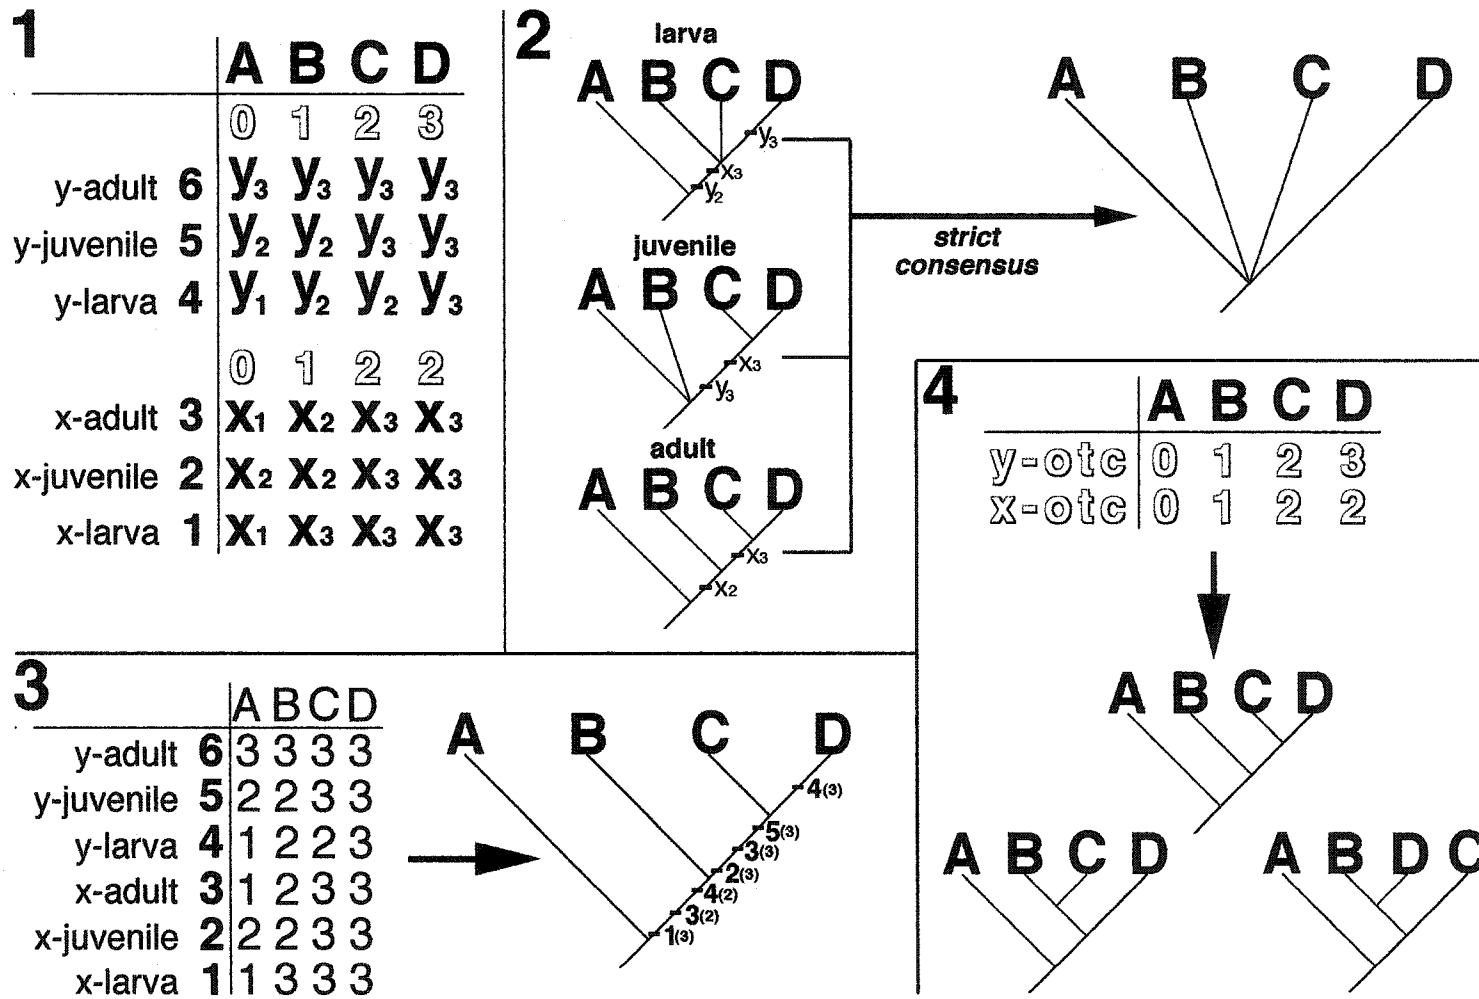 1
A B C D
0 1 2 3
y-adult 6 y3 y3 y3 y3
y-juvenile 5 y2 y2 y3 y3
y-larva 4 y1 y2 y2 y3
0 1 2 2
x-adult 3 x1 x2 x3 x3
x-juvenile 2 x2 x2 x3 x3
x-larva 1 x1 x3 x3 x3
2
larva
A B C D
y3
x3
y2
juvenile
A B C D
x3
y3
adult
A B C D
x3
x2
strict
consensus
A B C D
3
A B C D
y-adult 6 3 3 3 3
y-juvenile 5 2 2 3 3
y-larva 4 1 2 2 3
x-adult 3 1 2 3 3
x-juvenile 2 2 2 3 3
x-larva 1 1 3 3 3
A B C D
4(3)
5(3)
3(3)
2(3)
4(2)
3(2)
1(3)
4
A B C D
y-otc 0 1 2 3
x-otc 0 1 2 2
A B C D
A B C D
A B D C